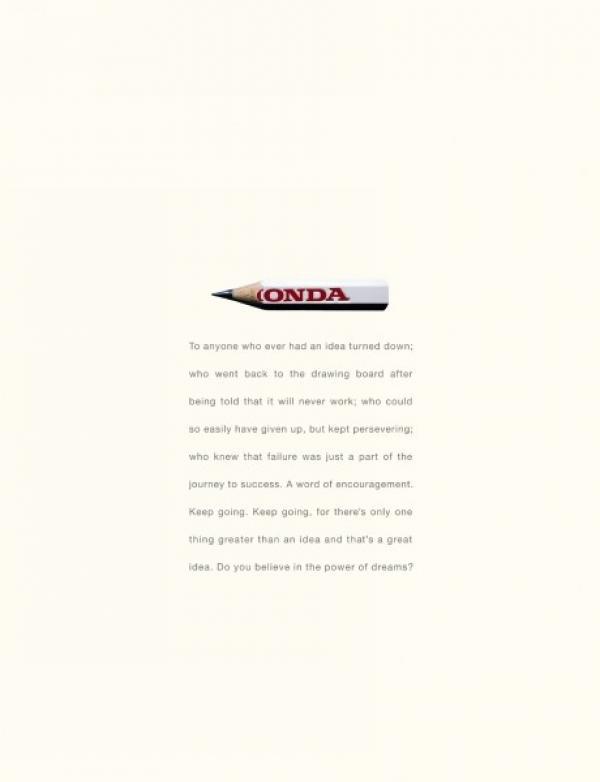 ONDA
To anyone who ever had an idea turned down;
who went back to the drawing board after
being told that it will never work; who could
so easily have given up, but kept persevering;
who knew that failure was just a part of the
journey to success. A word of encouragement.
Keep going. Keep going, for there's only one
thing greater than an idea and that's a great
idea. Do you believe in the power of dreams?